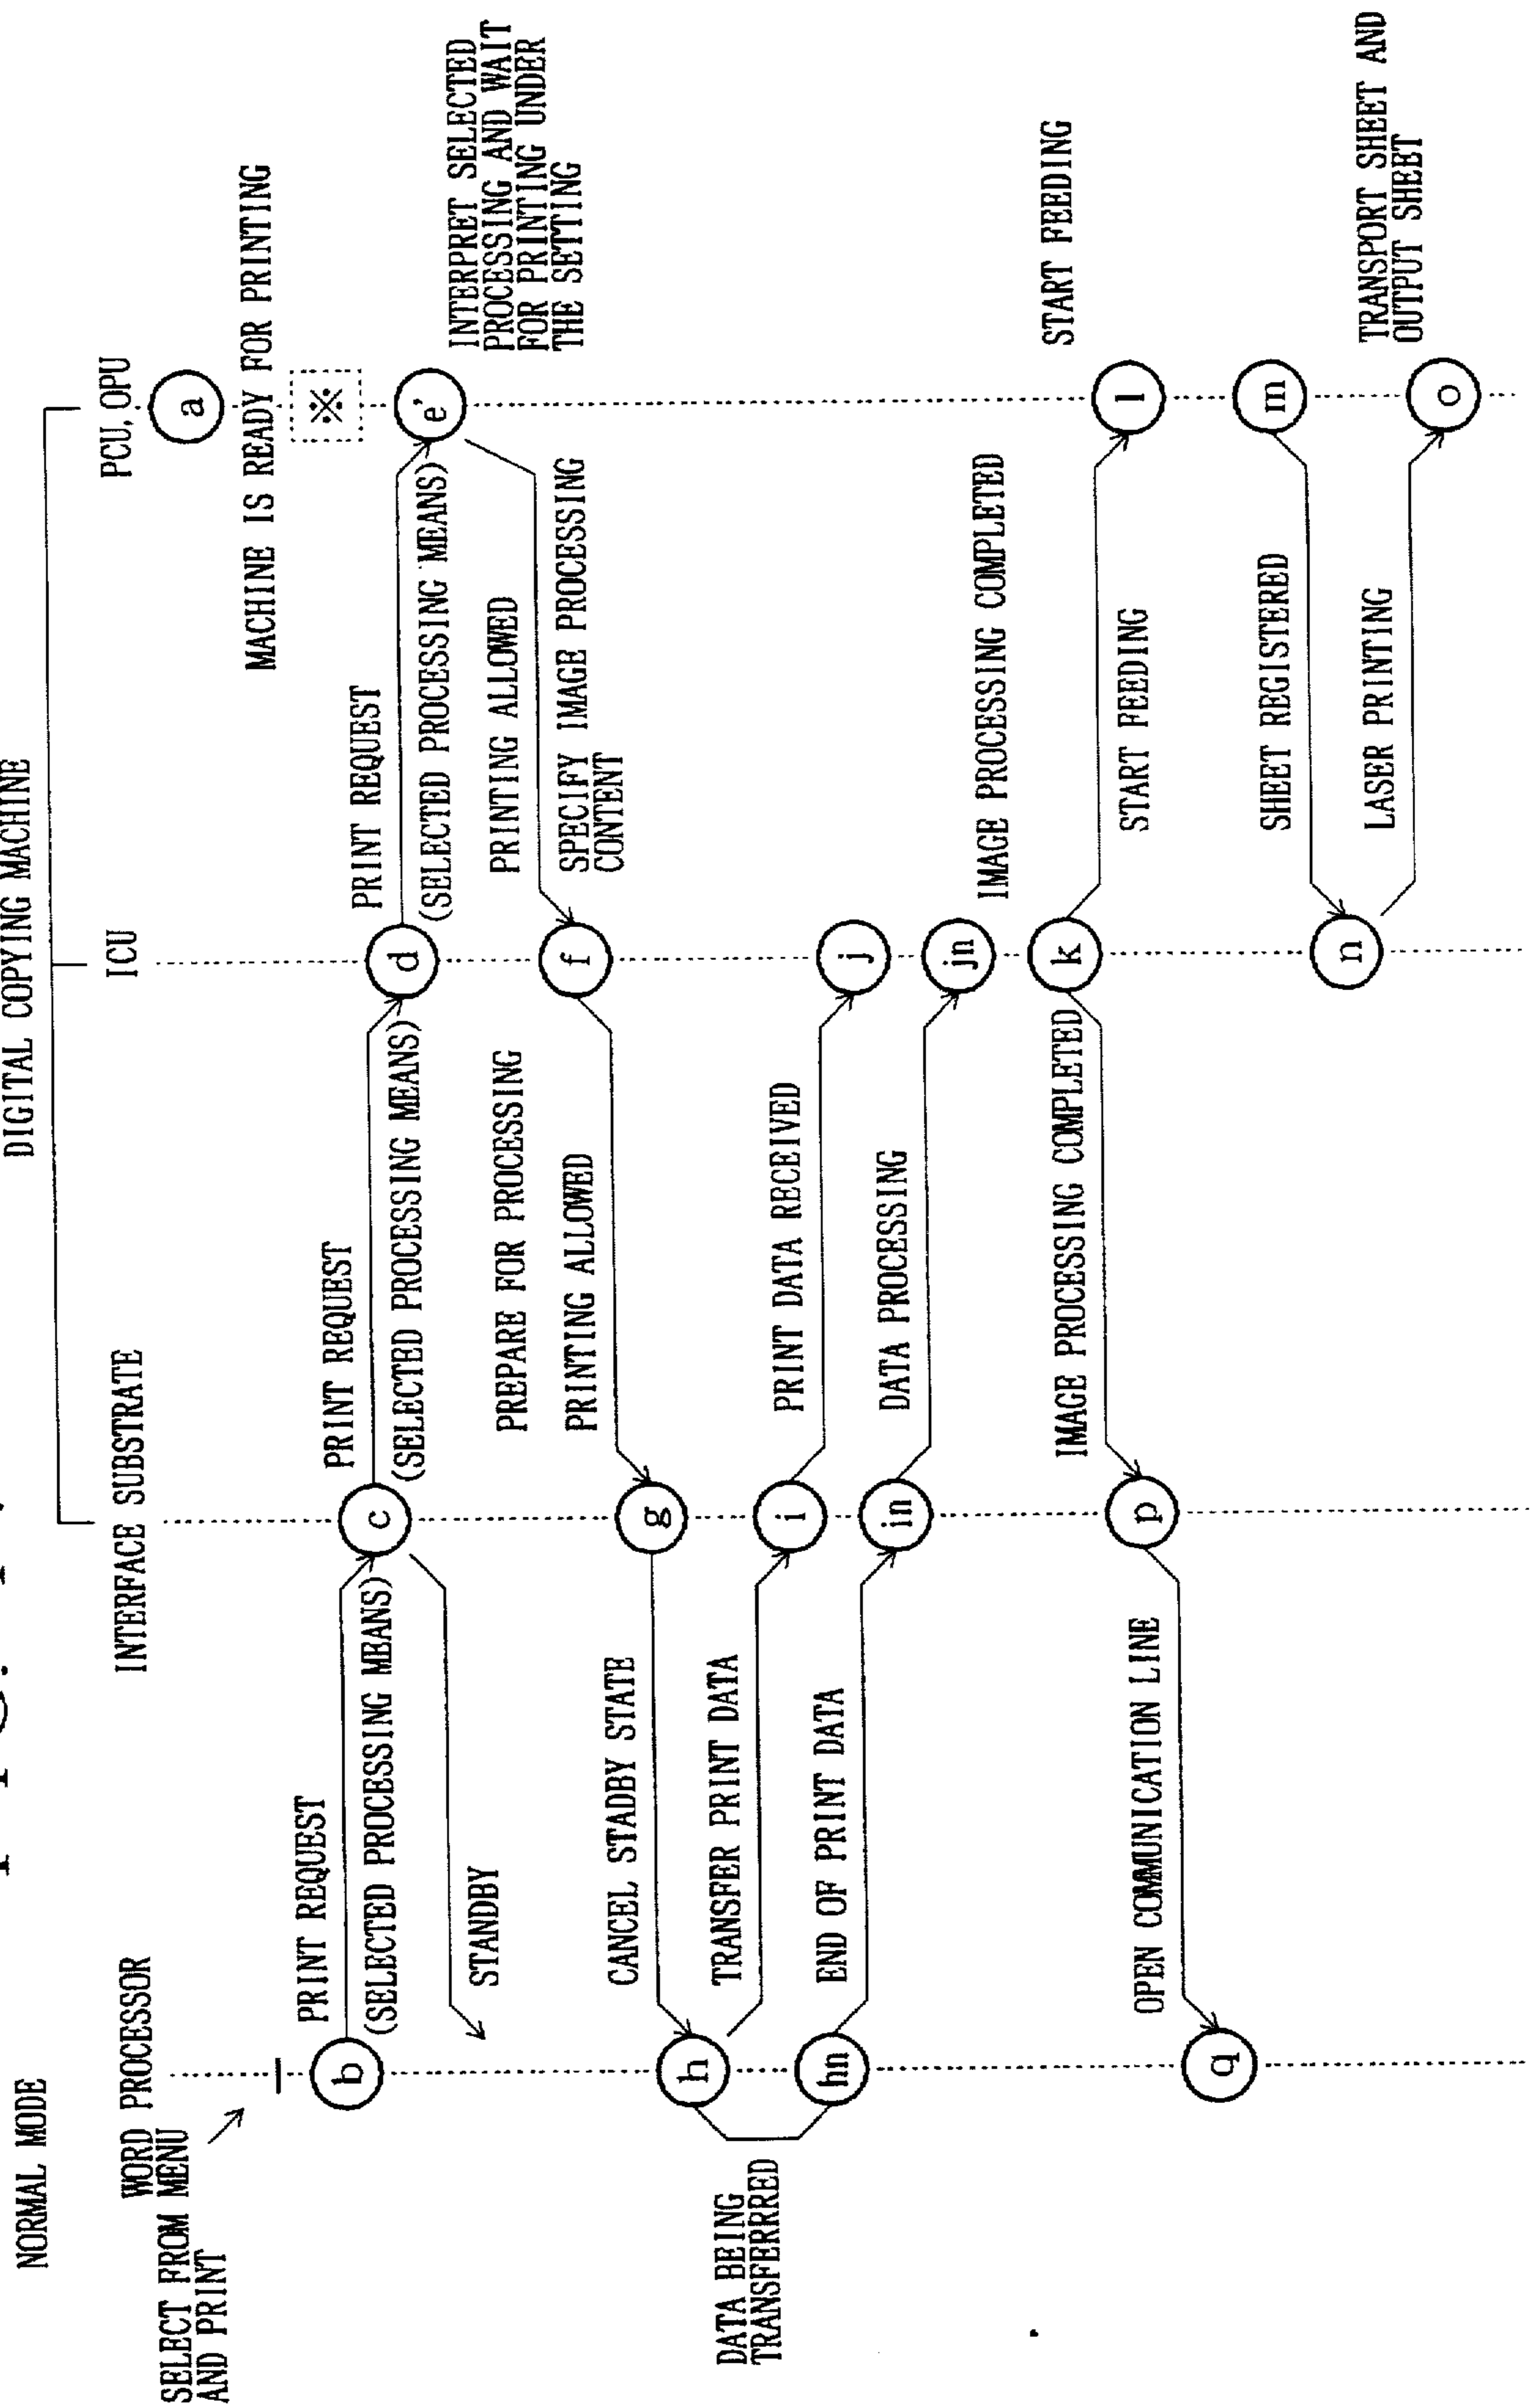 NORMAL MODE
DIGITAL COPYING MACHINE
WORD PROCESSOR
INTERFACE SUBSTRATE
ICU
PCU, OPU
SELECT FROM MENU
AND PRINT
a
MACHINE IS READY FOR PRINTING
※
b
PRINT REQUEST
(SELECTED PROCESSING MEANS)
c
PRINT REQUEST
(SELECTED PROCESSING MEANS)
d
PRINT REQUEST
(SELECTED PROCESSING MEANS)
e'
INTERPRET SELECTED
PROCESSING AND WAIT
FOR PRINTING UNDER
THE SETTING
STANDBY
PREPARE FOR PROCESSING
PRINTING ALLOWED
f
PRINTING ALLOWED
SPECIFY IMAGE PROCESSING
CONTENT
g
CANCEL STADBY STATE
h
TRANSFER PRINT DATA
i
PRINT DATA RECEIVED
j
DATA BEING
TRANSFERRED
hn
END OF PRINT DATA
in
DATA PROCESSING
jn
IMAGE PROCESSING COMPLETED
k
START FEEDING
l
START FEEDING
IMAGE PROCESSING COMPLETED
p
OPEN COMMUNICATION LINE
q
m
SHEET REGISTERED
n
LASER PRINTING
o
TRANSPORT SHEET AND
OUTPUT SHEET